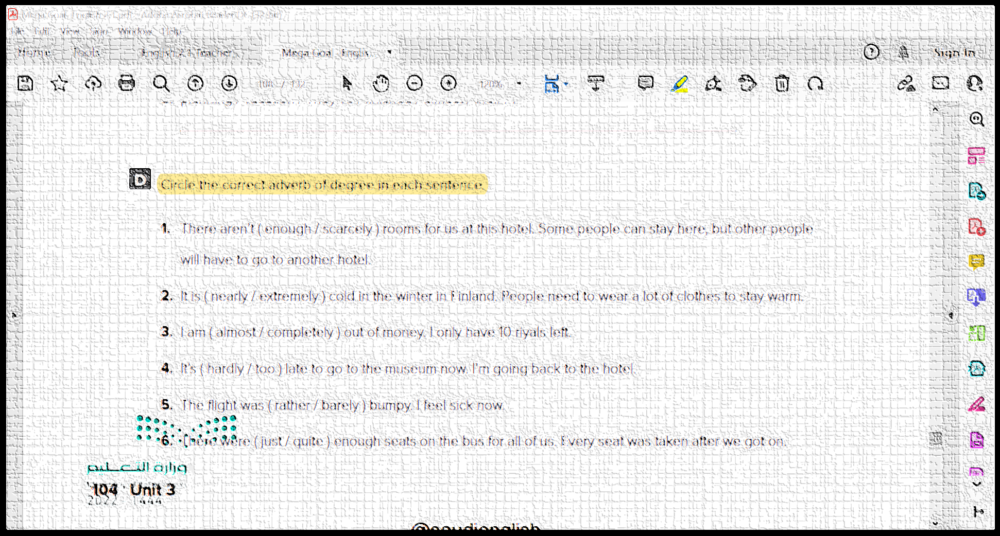 File Edit View Sign Window Help
Home Tools English 2.1 Teacher... Mega Goal Englis... Sign In
108 / 132 120%
D Circle the correct adverb of degree in each sentence.
1. There aren't ( enough / scarcely ) rooms for us at this hotel. Some people can stay here, but other people
will have to go to another hotel.
2. It is ( nearly / extremely ) cold in the winter in Finland. People need to wear a lot of clothes to stay warm.
3. I am ( almost / completely ) out of money. I only have 10 riyals left.
4. It's ( hardly / too ) late to go to the museum now. I'm going back to the hotel.
5. The flight was ( rather / barely ) bumpy. I feel sick now.
6. There were ( just / quite ) enough seats on the bus for all of us. Every seat was taken after we got on.
وزارة التعليم
104 Unit 3
2022 - 1444
@saudienglish